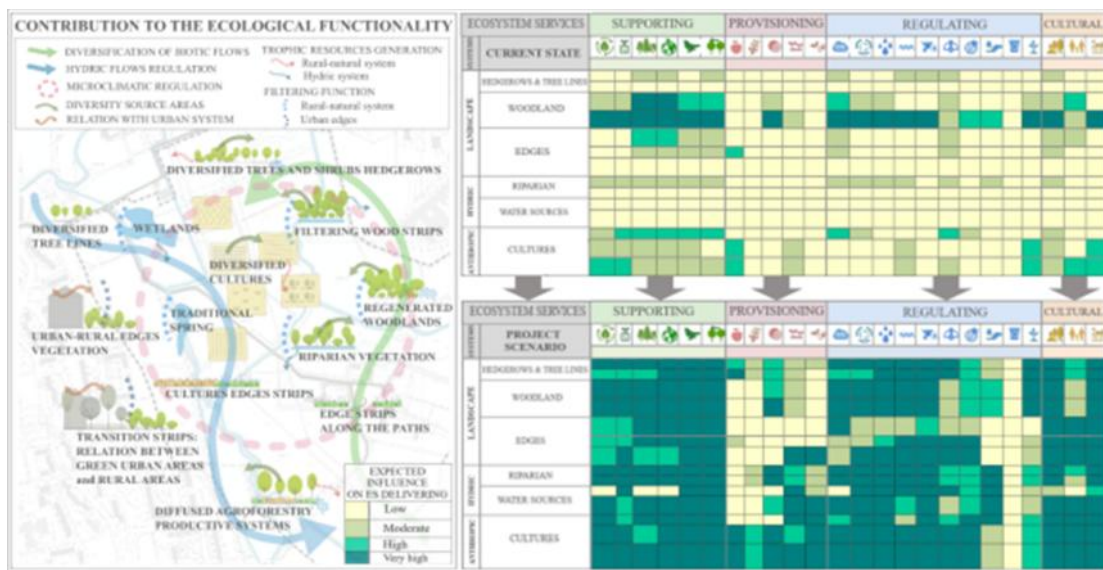 CONTRIBUTION TO THE ECOLOGICAL FUNCTIONALITY
DIVERSIFICATION OF BIOTIC FLOWS
HYDRIC FLOWS REGULATION
MICROCLIMATIC REGULATION
DIVERSITY SOURCE AREAS
RELATION WITH URBAN SYSTEM
TROPHIC RESOURCES GENERATION
Rural-natural system
Hydric system
FILTERING FUNCTION
Rural-natural system
Urban edges
DIVERSIFIED TREES AND SHRUBS HEDGEROWS
DIVERSIFIED
TREE LINES
WETLANDS
FILTERING WOOD STRIPS
DIVERSIFIED
CULTURES
REGENERATED
WOODLANDS
TRADITIONAL
SPRING
URBAN-RURAL EDGES
VEGETATION
RIPARIAN VEGETATION
CULTURES EDGES STRIPS
EDGE STRIPS
ALONG THE PATHS
TRANSITION STRIPS:
RELATION BETWEEN
GREEN URBAN AREAS
and RURAL AREAS
DIFFUSED AGROFORESTRY
PRODUCTIVE SYSTEMS
EXPECTED
INFLUENCE
ON ES DELIVERING
Low
Moderate
High
Very high
ECOSYSTEM SERVICES
SUPPORTING
PROVISIONING
REGULATING
CULTURAL
SYSTEMS
CURRENT STATE
LANDSCAPE
HEDGEROWS & TREE LINES
WOODLAND
EDGES
HYDRIC
RIPARIAN
WATER SOURCES
ANTHROPIC
CULTURES
ECOSYSTEM SERVICES
SUPPORTING
PROVISIONING
REGULATING
CULTURAL
SYSTEMS
PROJECT
SCENARIO
LANDSCAPE
HEDGEROWS & TREE LINES
WOODLAND
EDGES
HYDRIC
RIPARIAN
WATER SOURCES
ANTHROPIC
CULTURES